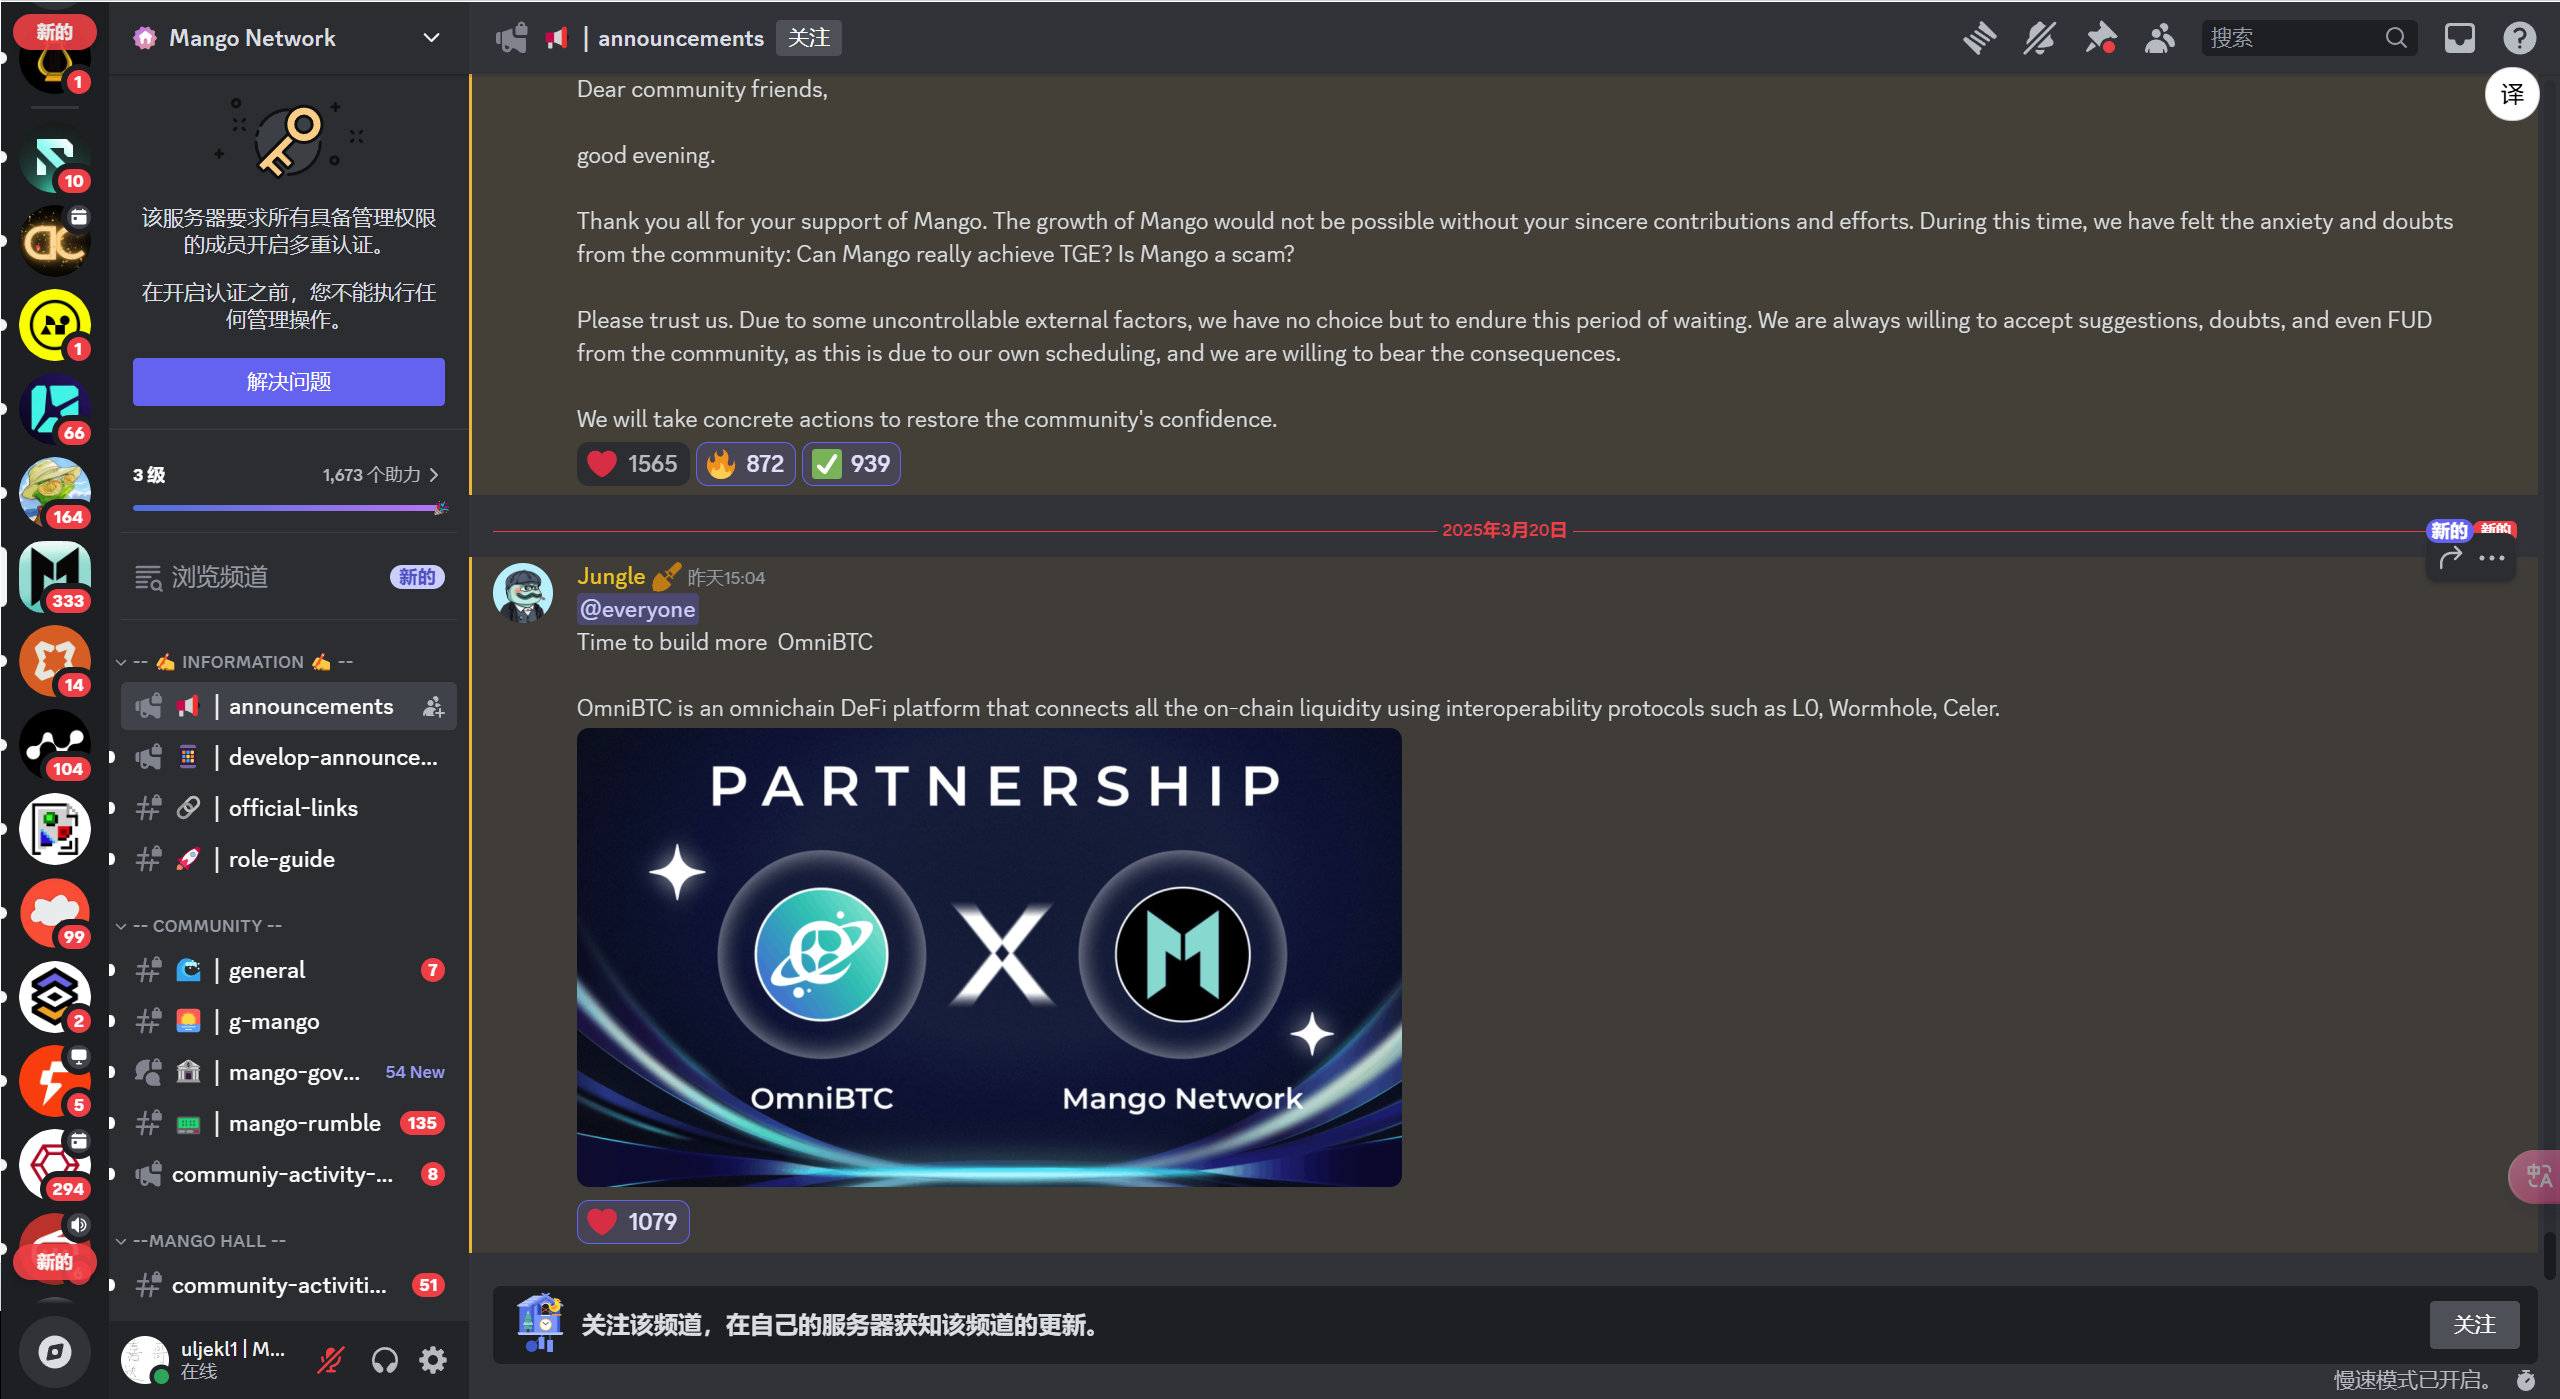 新的
1
10
1
66
164
333
14
104
99
2
5
294
新的
Mango Network
该服务器要求所有具备管理权限
的成员开启多重认证。
在开启认证之前，您不能执行任
何管理操作。
解决问题
3 级
1,673 个助力
浏览频道
新的
-- ✍ INFORMATION ✍ --
| announcements
| develop-announce...
| official-links
| role-guide
-- COMMUNITY --
| general
7
| g-mango
| mango-gov...
54 New
| mango-rumble
135
communiy-activity-...
8
--MANGO HALL --
community-activiti...
51
uljekl1 | M...
在线
| announcements
关注
搜索
译
Dear community friends,
good evening.
Thank you all for your support of Mango. The growth of Mango would not be possible without your sincere contributions and efforts. During this time, we have felt the anxiety and doubts
from the community: Can Mango really achieve TGE? Is Mango a scam?
Please trust us. Due to some uncontrollable external factors, we have no choice but to endure this period of waiting. We are always willing to accept suggestions, doubts, and even FUD
from the community, as this is due to our own scheduling, and we are willing to bear the consequences.
We will take concrete actions to restore the community's confidence.
❤ 1565 🔥 872 ✅ 939
2025年3月20日
新的
新的
Jungle 昨天15:04
@everyone
Time to build more OmniBTC
OmniBTC is an omnichain DeFi platform that connects all the on-chain liquidity using interoperability protocols such as L0, Wormhole, Celer.
PARTNERSHIP
X
OmniBTC
Mango Network
❤ 1079
关注该频道，在自己的服务器获知该频道的更新。
关注
慢速模式已开启。